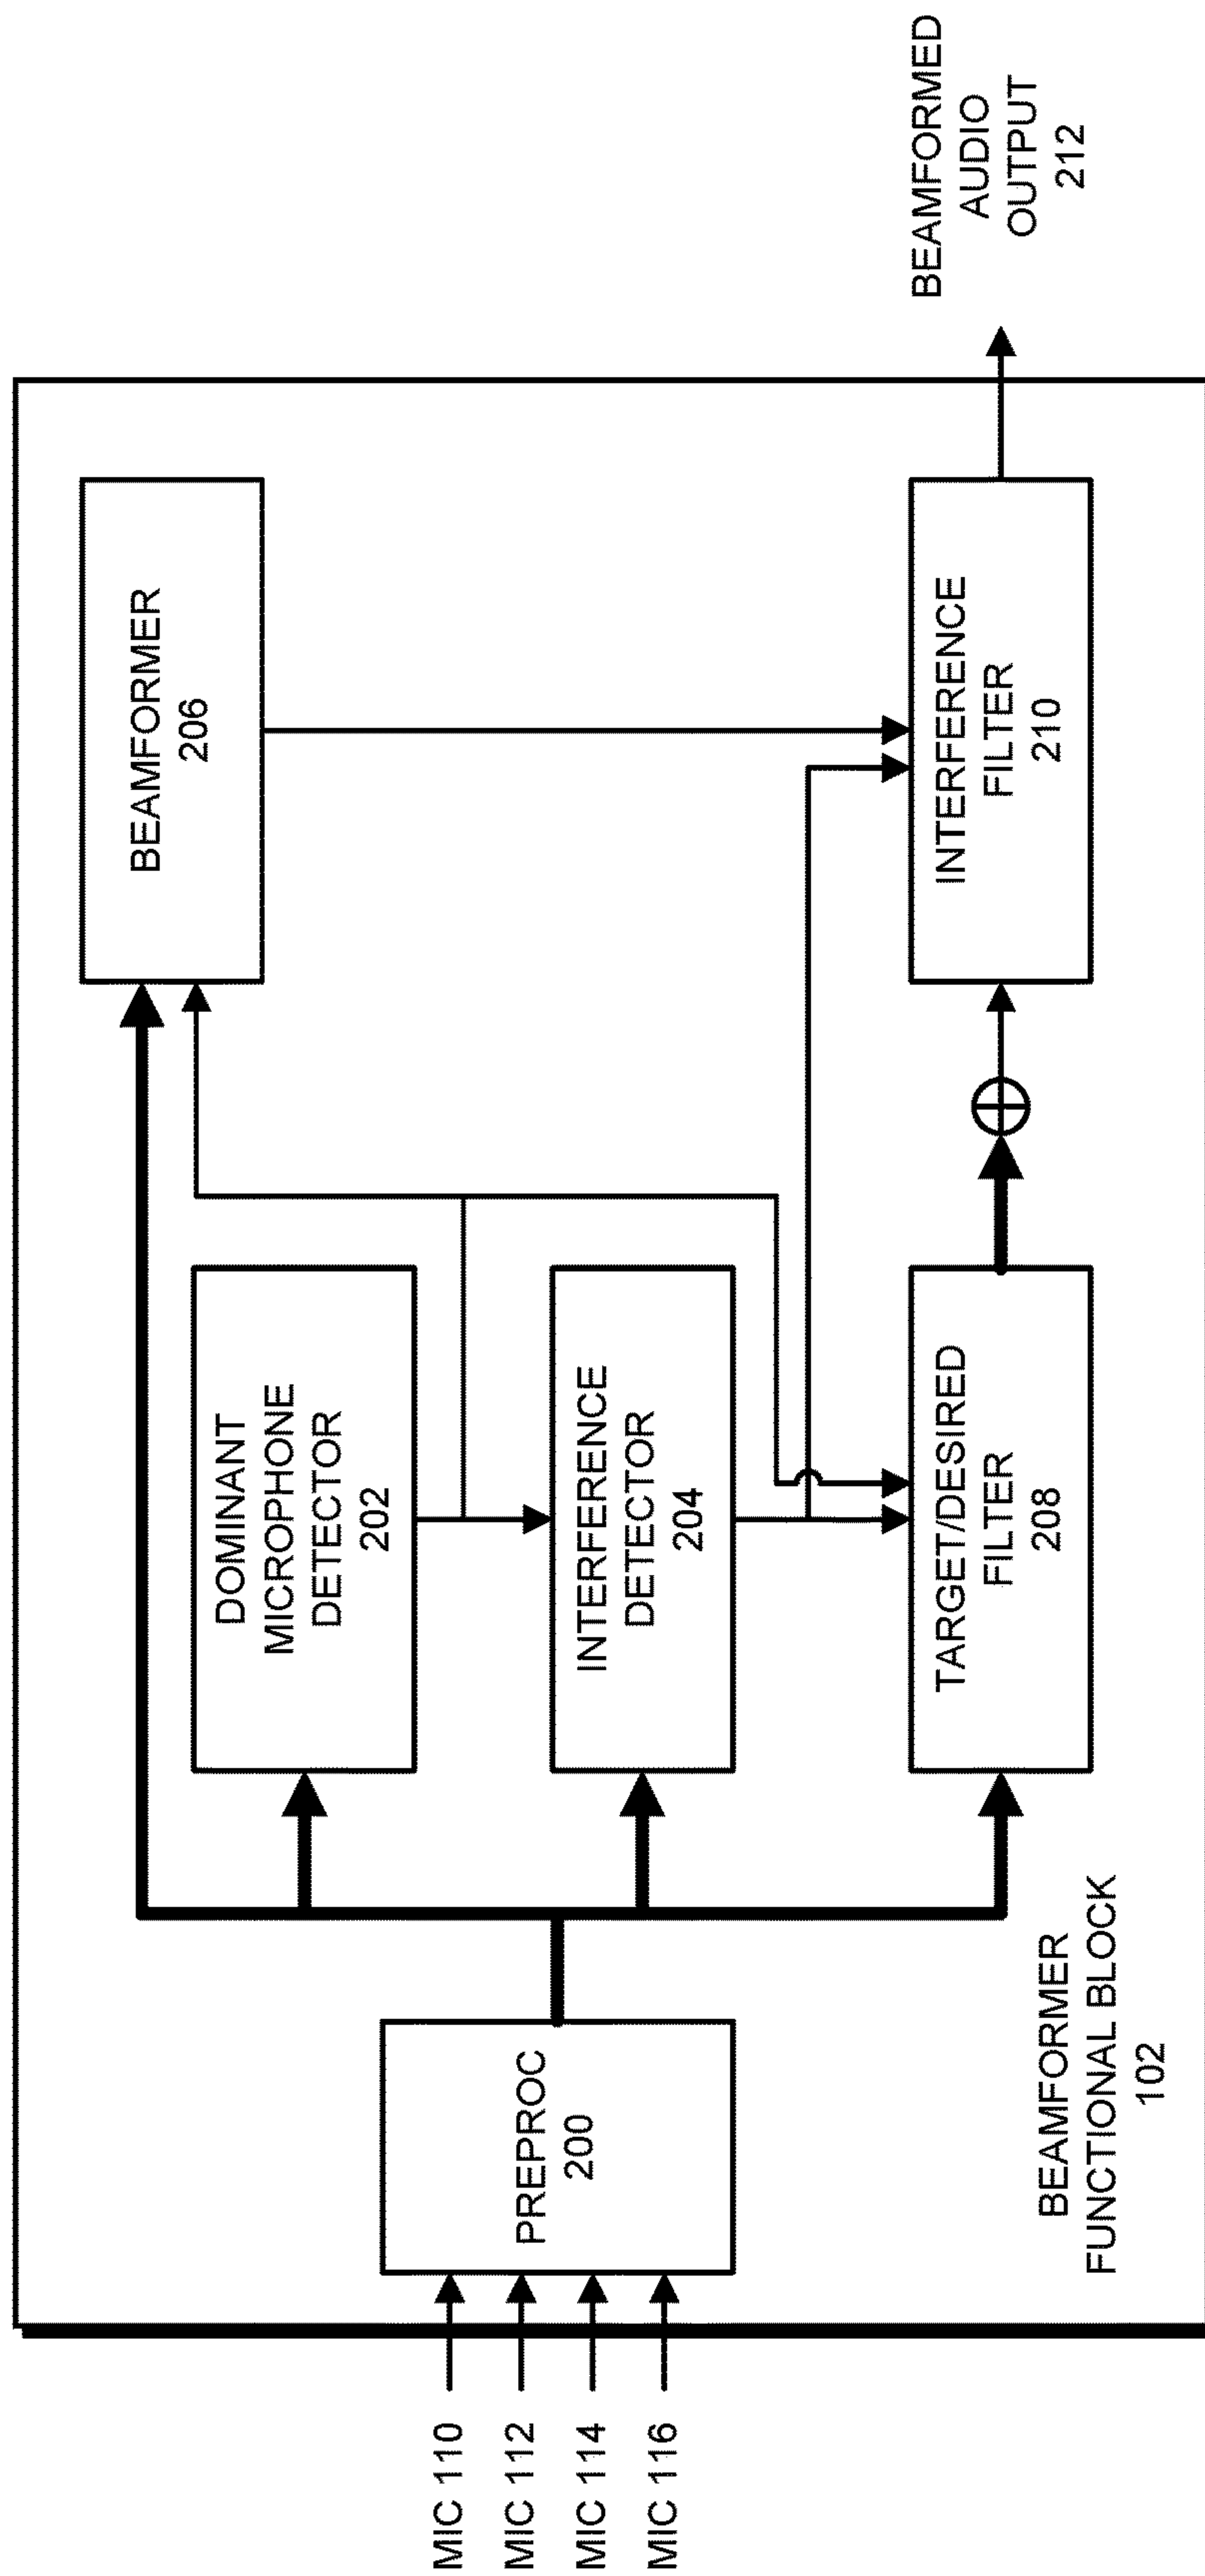 MIC 110
MIC 112
MIC 114
MIC 116
PREPROC
200
BEAMFORMER
FUNCTIONAL BLOCK
102
DOMINANT
MICROPHONE
DETECTOR
202
INTERFERENCE
DETECTOR
204
TARGET/DESIRED
FILTER
208
BEAMFORMER
206
INTERFERENCE
FILTER
210
BEAMFORMED
AUDIO
OUTPUT
212